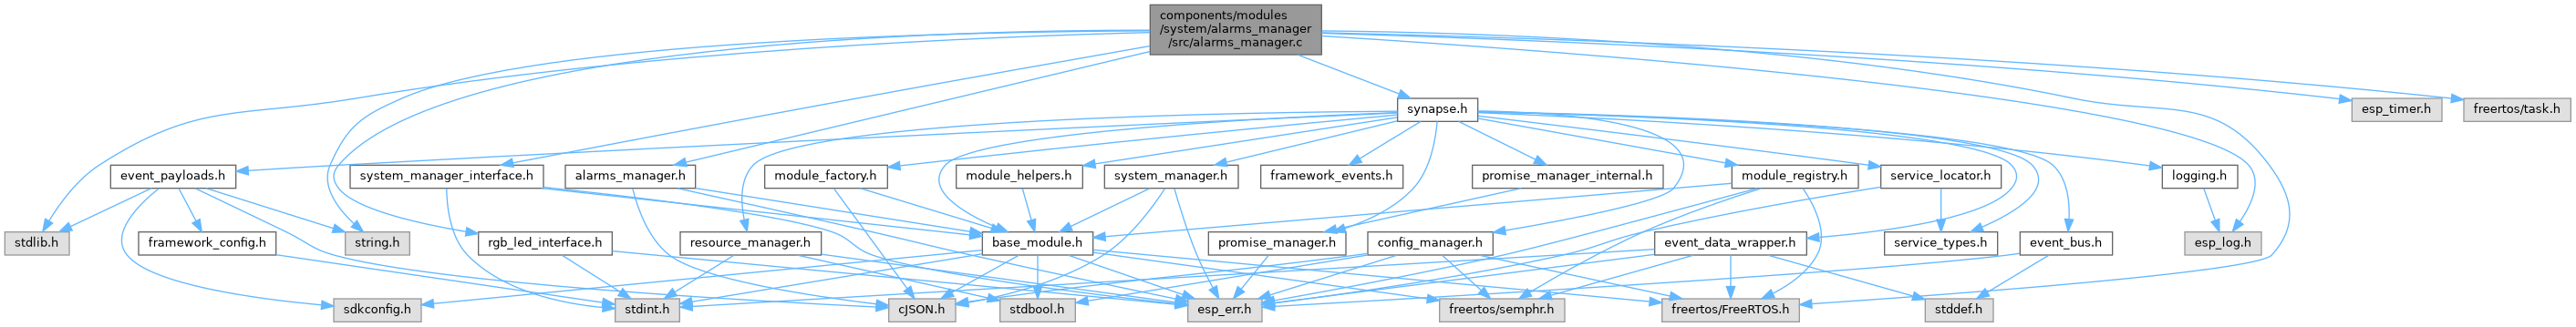 components/modules
/system/alarms_manager
/src/alarms_manager.c
synapse.h
esp_timer.h
freertos/task.h
event_payloads.h
system_manager_interface.h
alarms_manager.h
module_factory.h
module_helpers.h
system_manager.h
framework_events.h
promise_manager_internal.h
module_registry.h
service_locator.h
logging.h
stdlib.h
framework_config.h
string.h
rgb_led_interface.h
resource_manager.h
base_module.h
promise_manager.h
config_manager.h
event_data_wrapper.h
service_types.h
event_bus.h
esp_log.h
sdkconfig.h
stdint.h
cJSON.h
stdbool.h
esp_err.h
freertos/semphr.h
freertos/FreeRTOS.h
stddef.h